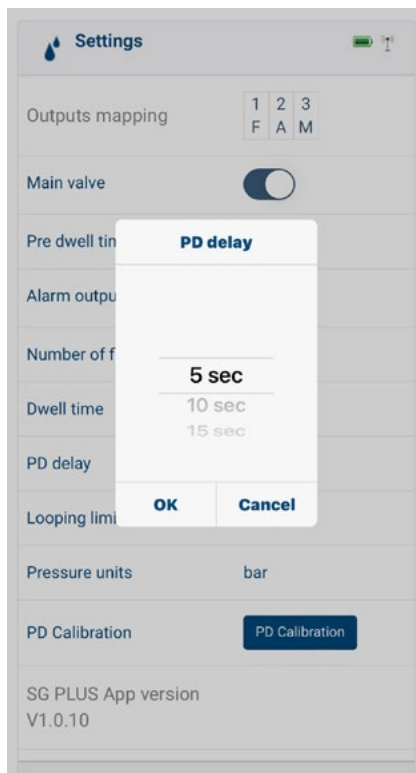 Settings
Outputs mapping
1 2 3
F A M
Main valve
Pre dwell tin
PD delay
Alarm outpu
Number of f
5 sec
Dwell time
10 sec
15 sec
PD delay
OK Cancel
Looping limi
Pressure units bar
PD Calibration PD Calibration
SG PLUS App version
V1.0.10